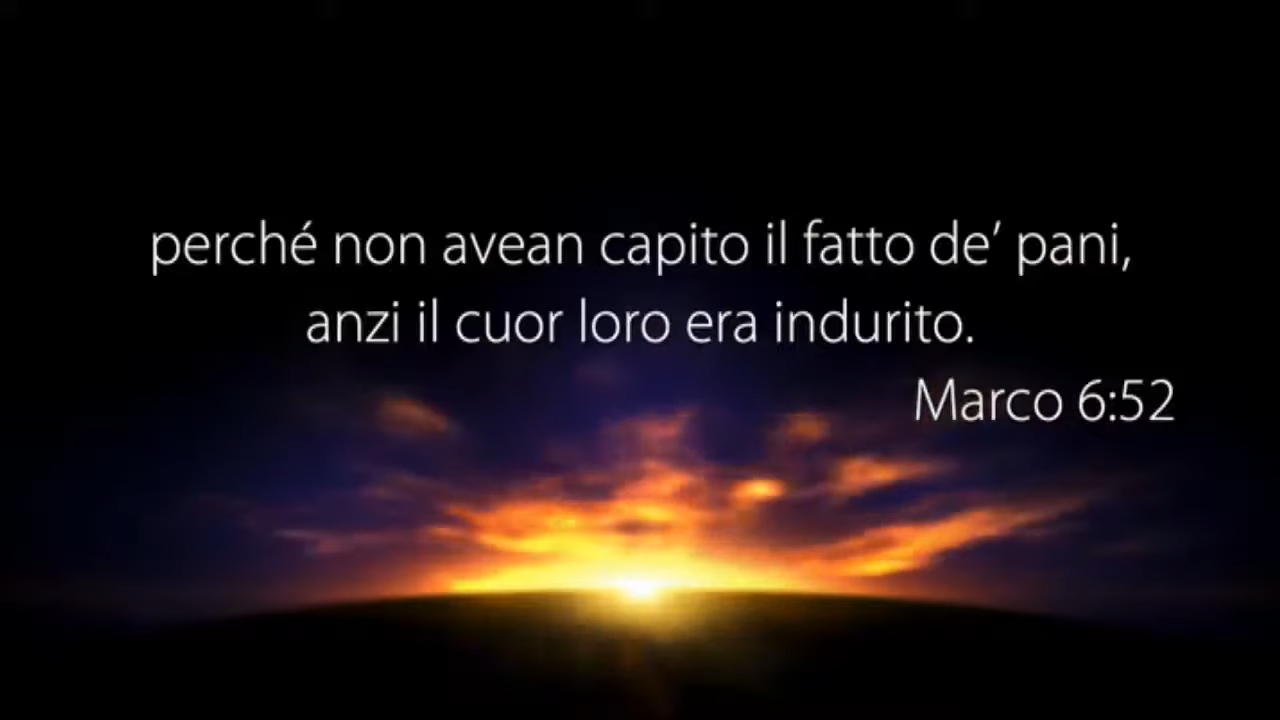 perché non avean capito il fatto de’ pani,
anzi il cuor loro era indurito.
Marco 6:52